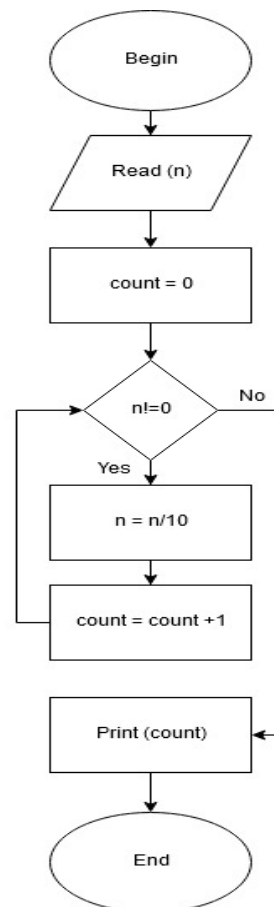 Begin
Read (n)
count = 0
n!=0
No
Yes
n = n/10
count = count +1
Print (count)
End